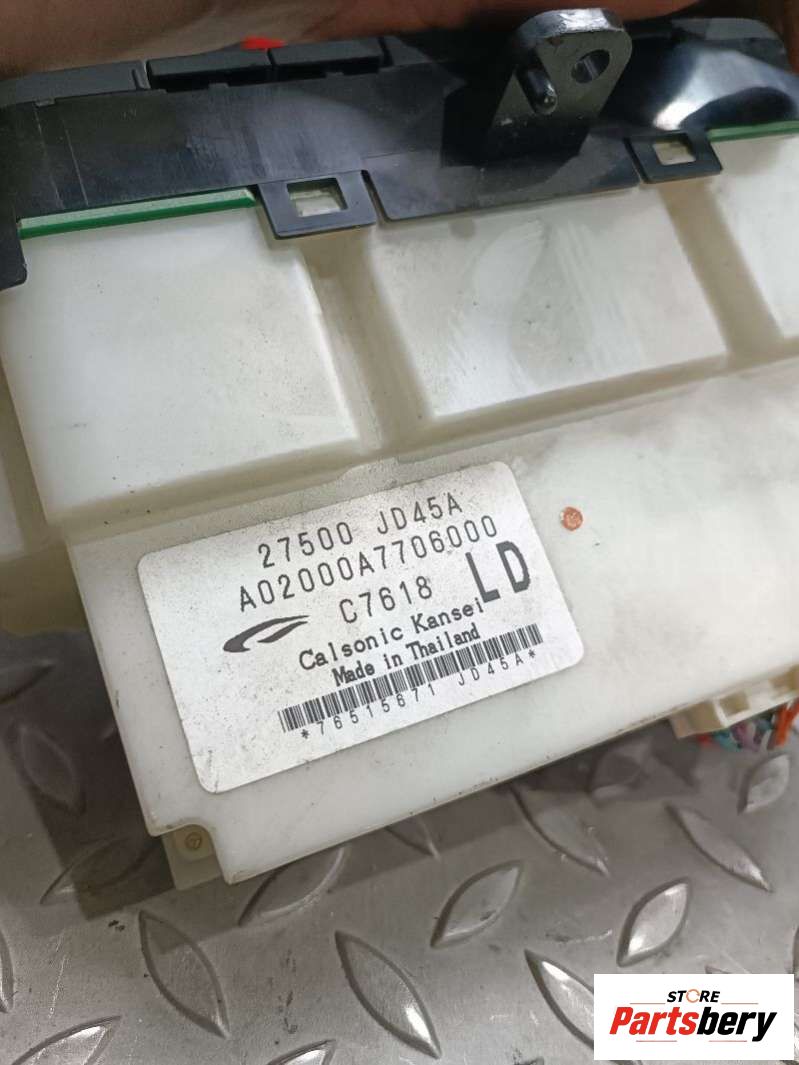 27500 JD45A
A02000A7706000
C7618 LD
Calsonic Kansei
Made in Thailand
*76515671 JD45A*
STORE
Partsbery